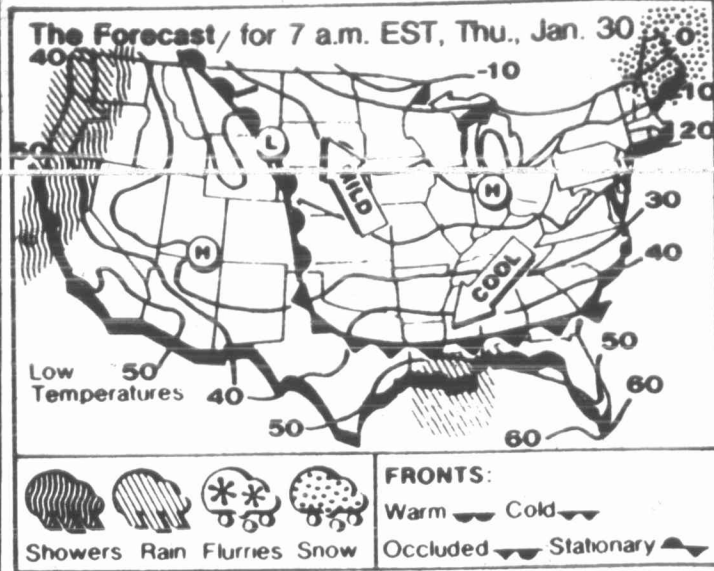 The Forecast / for 7 a.m. EST, Thu., Jan. 30
0
40
-10
10
20
50
L
MILD
H
30
H
COOL
40
50
Low Temperatures
50
40
60
50
60
FRONTS:
Warm Cold
Showers Rain Flurries Snow
Occluded Stationary